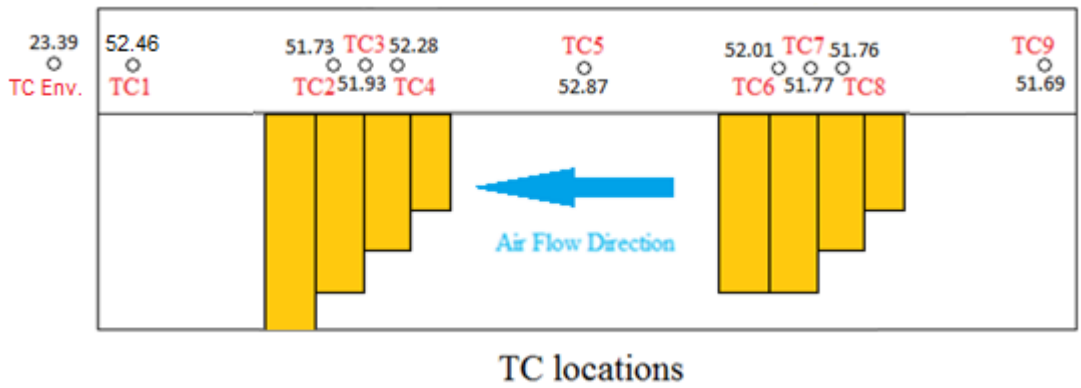 23.39
TC Env.
52.46
TC1
51.73 TC3 52.28
TC2 51.93 TC4
TC5
52.87
52.01 TC7 51.76
TC6 51.77 TC8
TC9
51.69
Air Flow Direction
TC locations